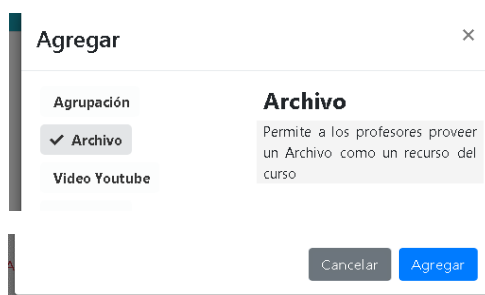 Agregar
×
Agrupación
✓ Archivo
Video Youtube
Archivo
Permite a los profesores proveer
un Archivo como un recurso del
curso
Cancelar
Agregar